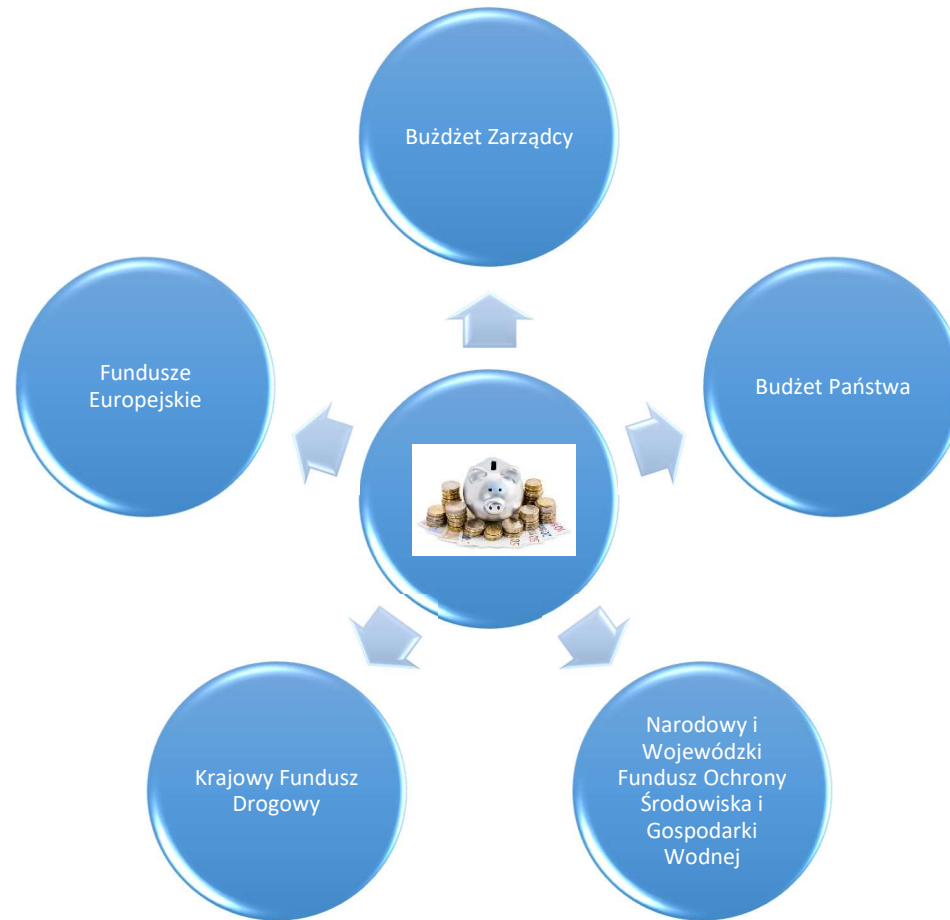 Bużdżet Zarządcy
Fundusze
Europejskie
Budżet Państwa
Krajowy Fundusz
Drogowy
Narodowy i
Wojewódzki
Fundusz Ochrony
Środowiska i
Gospodarki
Wodnej